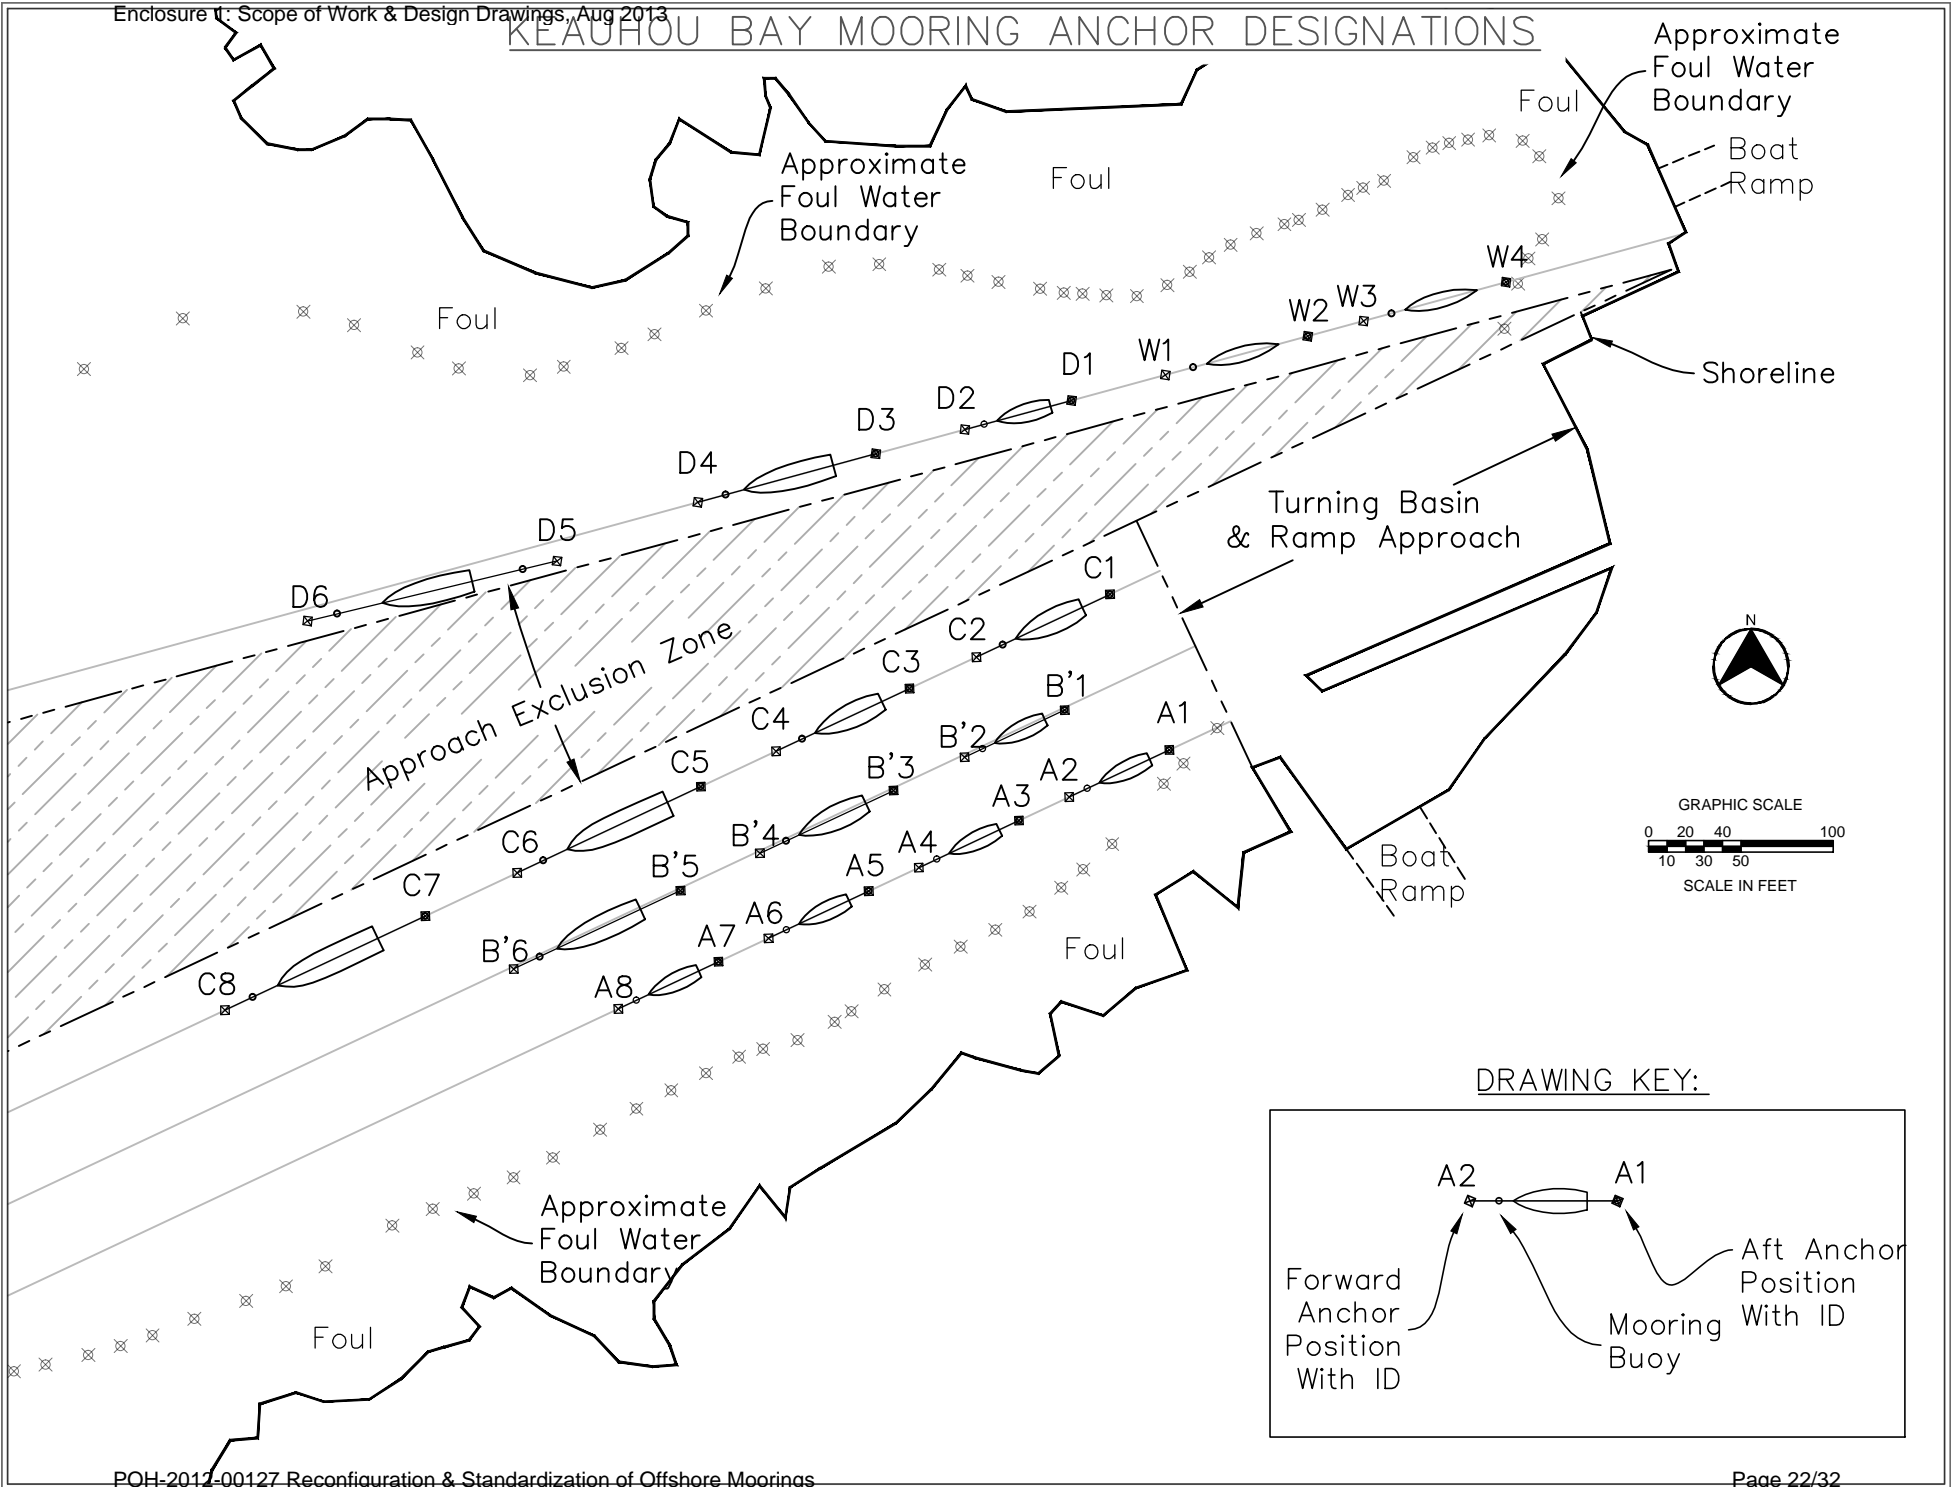 Enclosure 1: Scope of Work & Design Drawings, Aug 2013
KEAUHOU BAY MOORING ANCHOR DESIGNATIONS
Approximate
Foul Water
Boundary
Foul
Boat
Ramp
Approximate
Foul Water
Boundary
Foul
Foul
W4
W3
W2
W1
D1
D2
D3
D4
D5
D6
Shoreline
Turning Basin
& Ramp Approach
Approach Exclusion Zone
C1
C2
C3
C4
C5
C6
C7
C8
B'1
B'2
B'3
B'4
B'5
B'6
A1
A2
A3
A4
A5
A6
A7
A8
N
GRAPHIC SCALE
0 20 40 100
10 30 50
SCALE IN FEET
Boat
Ramp
Foul
Approximate
Foul Water
Boundary
Foul
DRAWING KEY:
A2
A1
Forward
Anchor
Position
With ID
Mooring
Buoy
Aft Anchor
Position
With ID
POH-2012-00127 Reconfiguration & Standardization of Offshore Moorings
Page 22/32